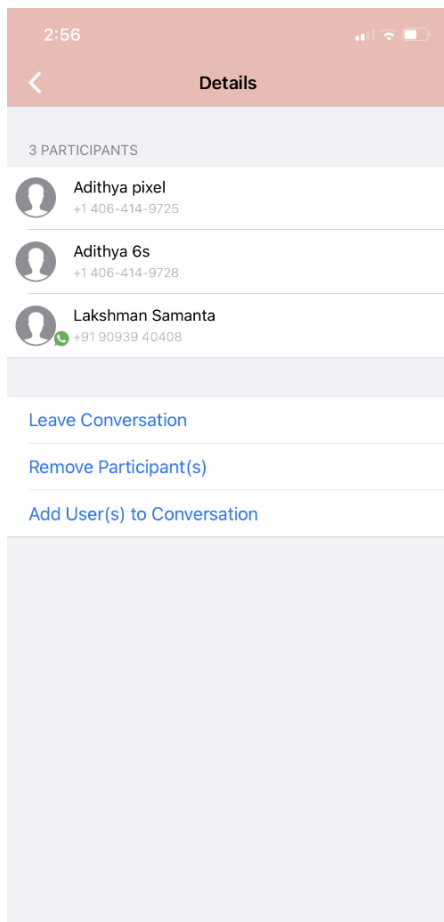 2:56
Details
3 PARTICIPANTS
Adithya pixel
+1 406-414-9725
Adithya 6s
+1 406-414-9728
Lakshman Samanta
+91 90939 40408
Leave Conversation
Remove Participant(s)
Add User(s) to Conversation